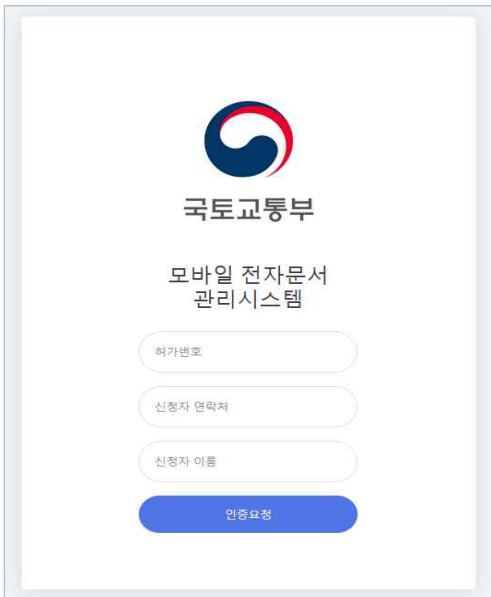 국토교통부
모바일 전자문서
관리시스템
허가번호
신청자 연락처
신청자 이름
인증요청